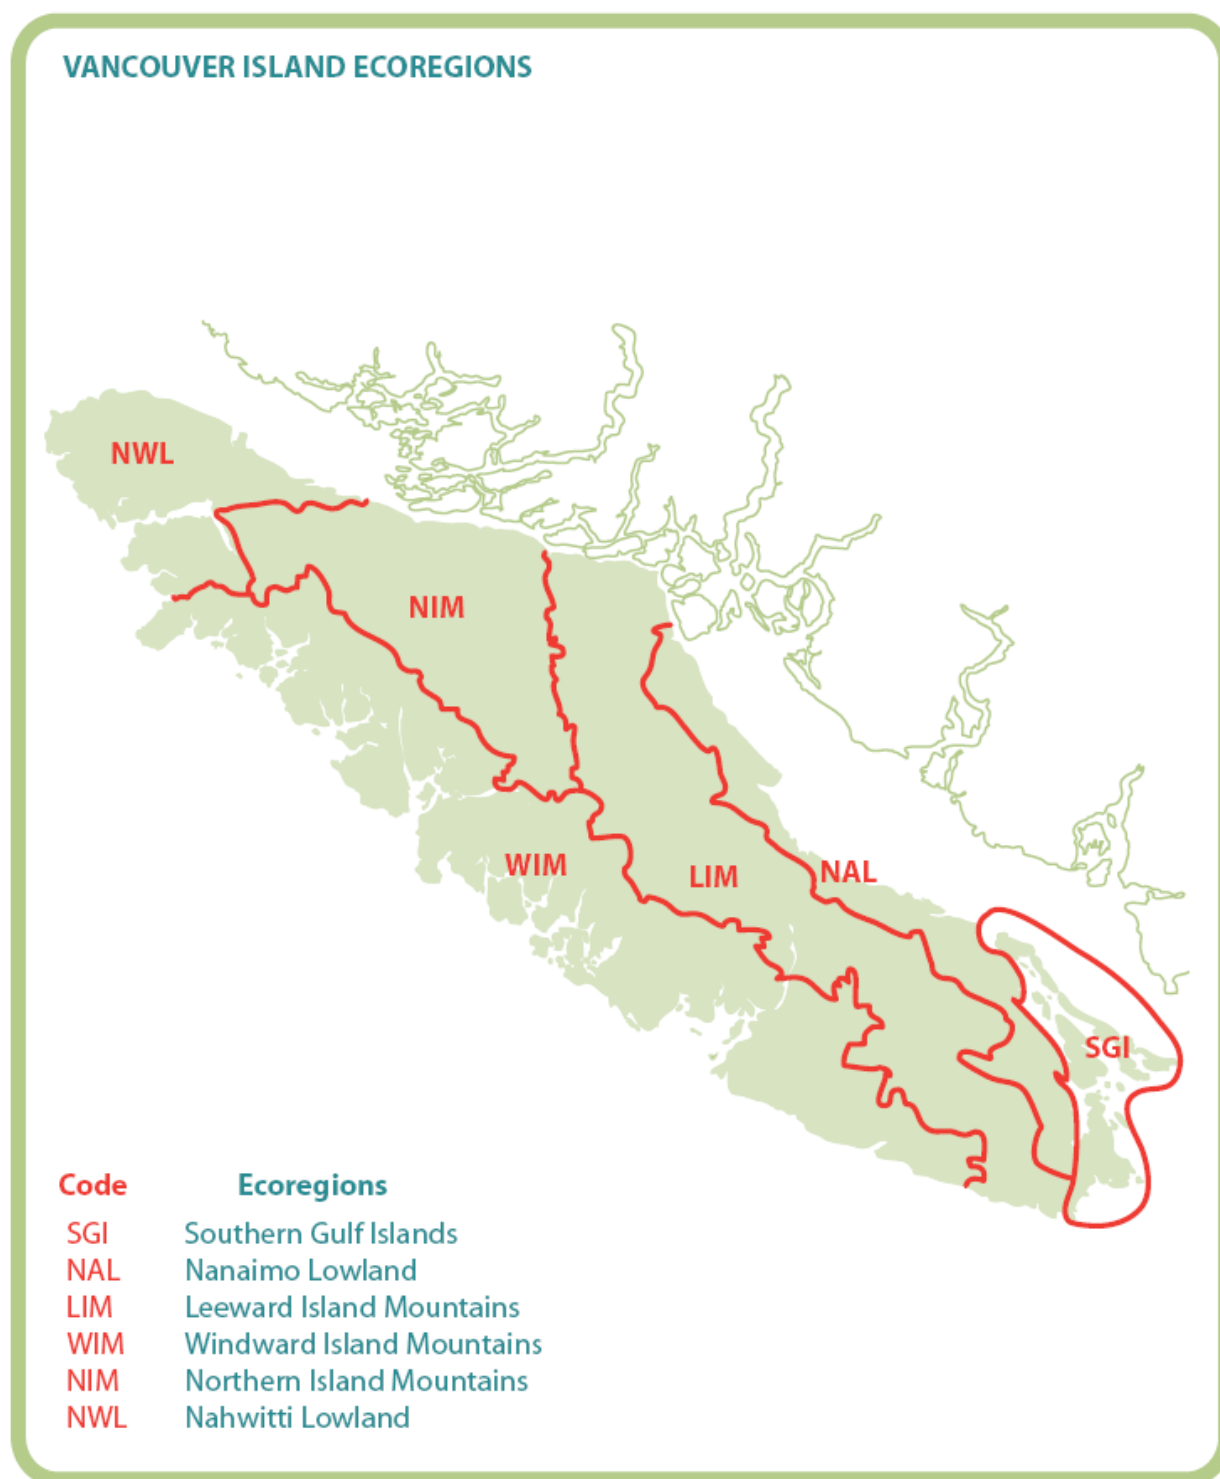 VANCOUVER ISLAND ECOREGIONS
NWL
NIM
WIM
LIM
NAL
SGI
Code Ecoregions
SGI Southern Gulf Islands
NAL Nanaimo Lowland
LIM Leeward Island Mountains
WIM Windward Island Mountains
NIM Northern Island Mountains
NWL Nahwitti Lowland